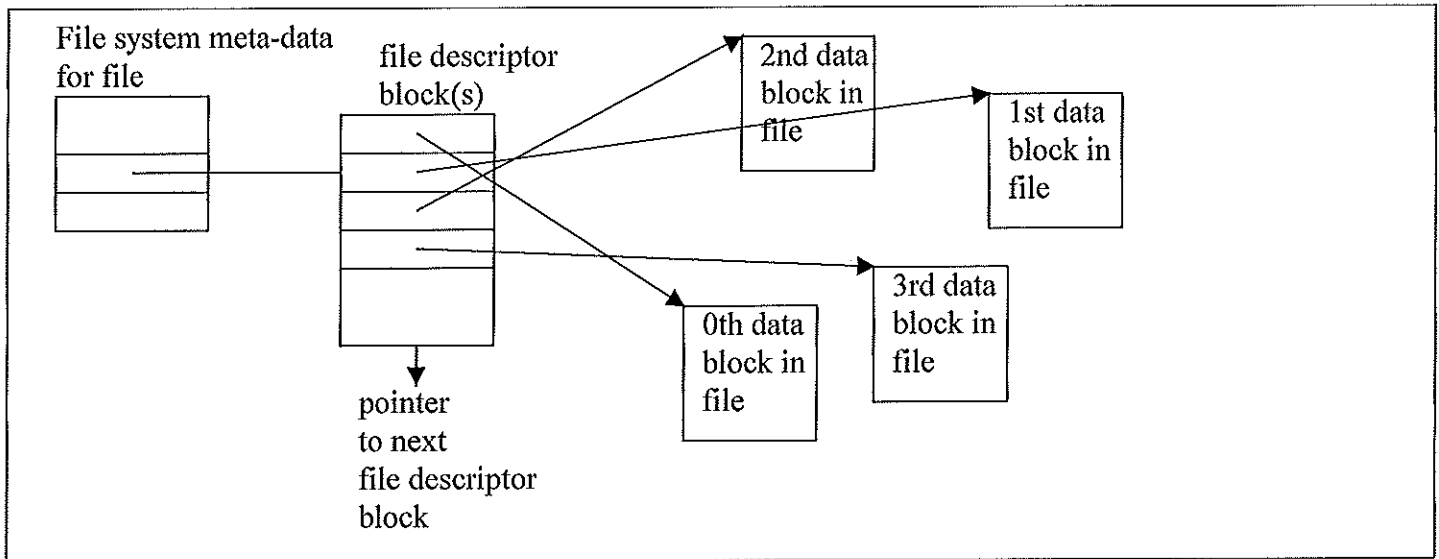 File system meta-data
for file
file descriptor
block(s)
2nd data
block in
file
1st data
block in
file
3rd data
block in
file
0th data
block in
file
pointer
to next
file descriptor
block